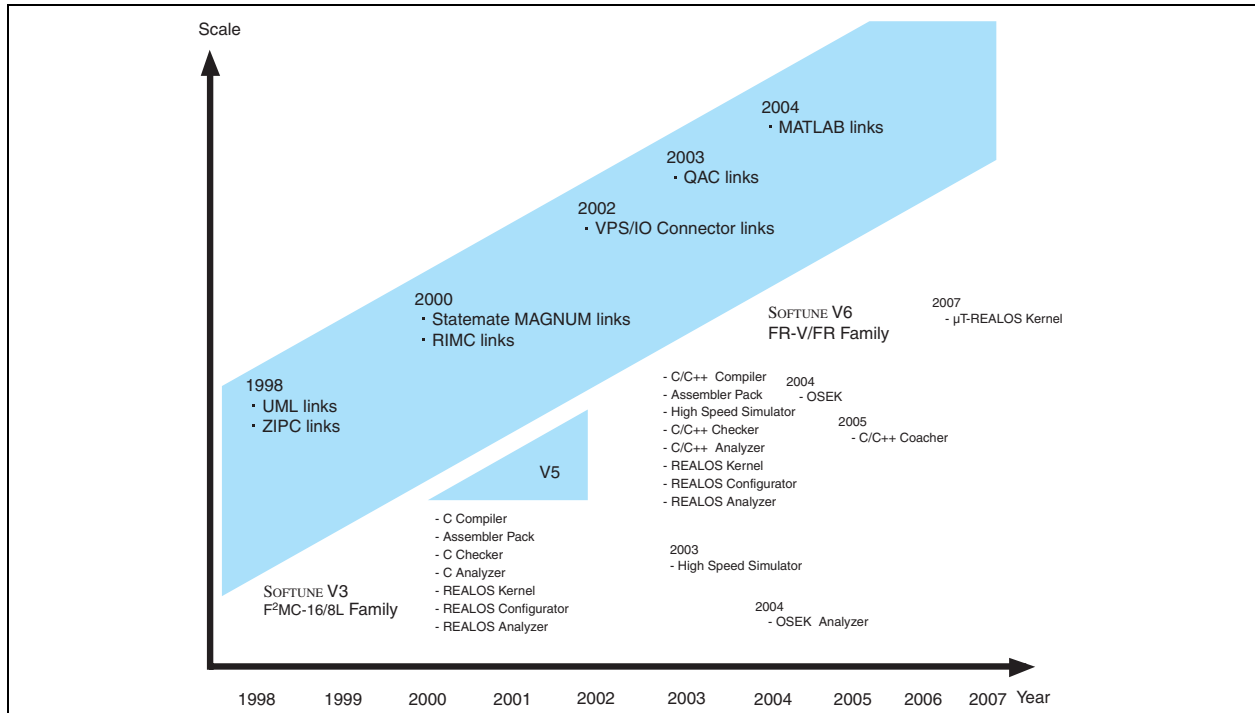 Scale
2004
· MATLAB links
2003
· QAC links
2002
· VPS/IO Connector links
2000
· Statemate MAGNUM links
· RIMC links
1998
· UML links
· ZIPC links
SOFTUNE V6
FR-V/FR Family
2007
- µT-REALOS Kernel
- C/C++ Compiler
- Assembler Pack
- High Speed Simulator
- C/C++ Checker
- C/C++ Analyzer
- REALOS Kernel
- REALOS Configurator
- REALOS Analyzer
2004
- OSEK
2005
- C/C++ Coacher
V5
- C Compiler
- Assembler Pack
- C Checker
- C Analyzer
- REALOS Kernel
- REALOS Configurator
- REALOS Analyzer
2003
- High Speed Simulator
2004
- OSEK Analyzer
SOFTUNE V3
F²MC-16/8L Family
1998 1999 2000 2001 2002 2003 2004 2005 2006 2007 Year